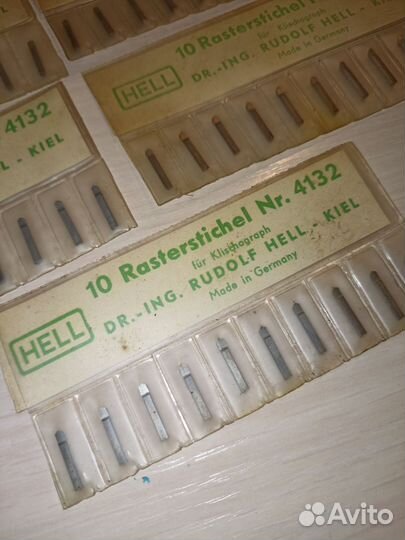 HELL
10 Rasterstichel
für Klischograph
DR.-ING. RUDOLF HELL - KIEL
Made in Germany
4132
- KIEL
10 Rasterstichel Nr. 4132
für Klischograph
HELL
DR.-ING. RUDOLF HELL - KIEL
Made in Germany
Avito